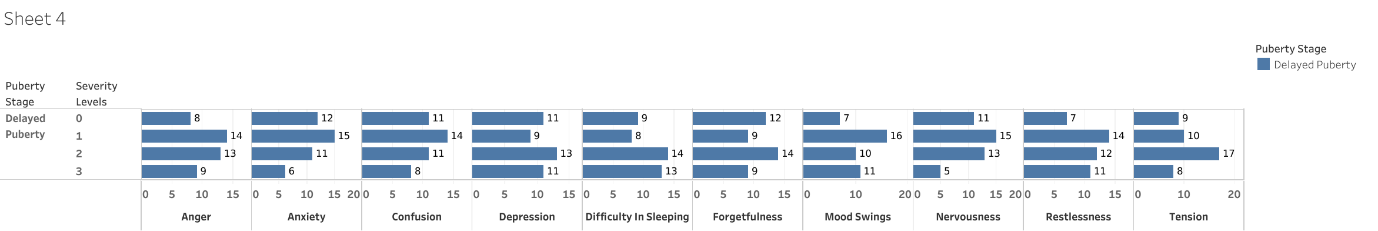 Sheet 4
Puberty Stage
Delayed Puberty
Puberty Severity
Stage Levels
Delayed 0 8 12 11 11 9 12 7 11 7 9
Puberty 1 14 15 14 9 8 9 16 15 14 10
2 13 11 11 13 14 14 10 13 12 17
3 9 6 8 11 13 9 11 5 11 8
0 5 10 15 0 5 10 15 20 0 5 10 15 0 5 10 15 0 5 10 15 0 5 10 15 0 10 20 0 5 10 15 20 0 5 10 15 0 10 20
Anger Anxiety Confusion Depression Difficulty In Sleeping Forgetfulness Mood Swings Nervousness Restlessness Tension